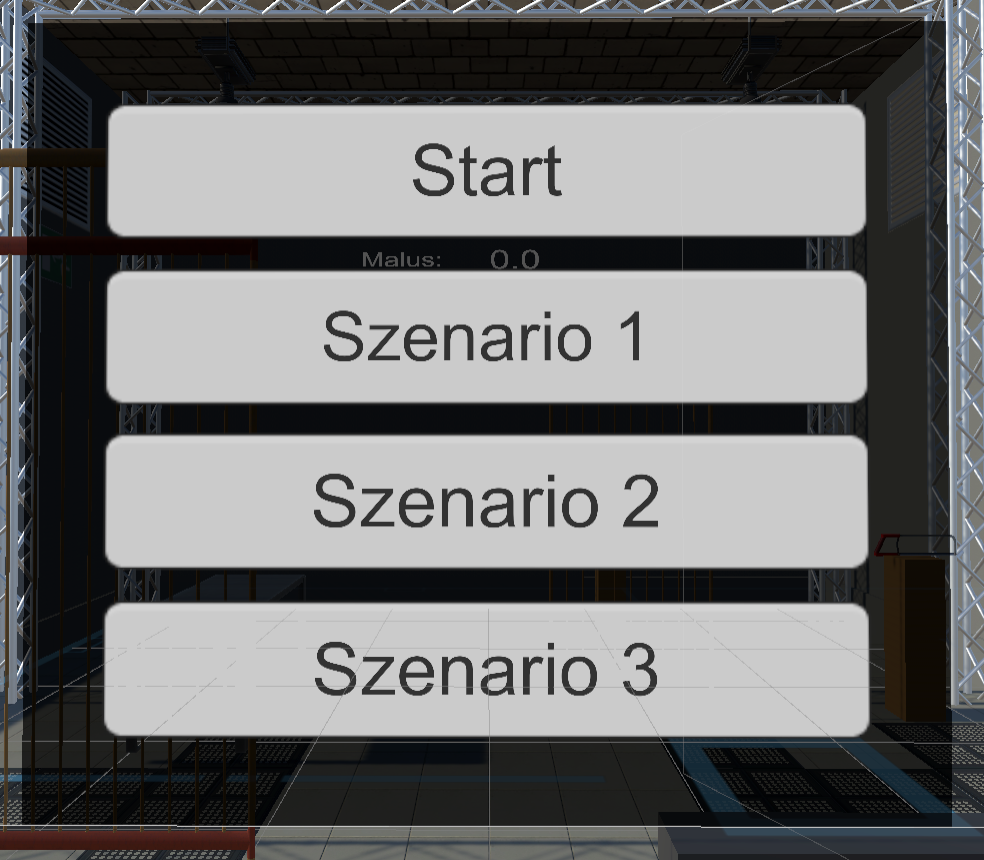 Start
Malus: 0.0
Szenario 1
Szenario 2
Szenario 3